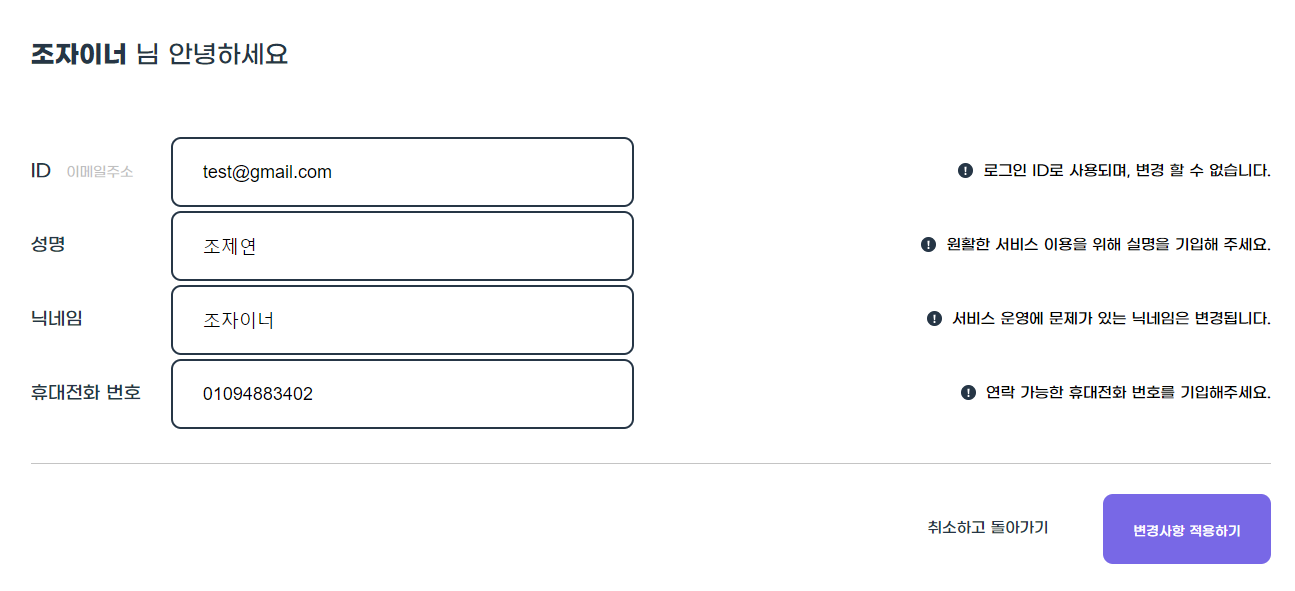 조자이너 님 안녕하세요
ID 이메일주소 test@gmail.com 로그인 ID로 사용되며, 변경 할 수 없습니다.
성명 조제연 원활한 서비스 이용을 위해 실명을 기입해 주세요.
닉네임 조자이너 서비스 운영에 문제가 있는 닉네임은 변경됩니다.
휴대전화 번호 01094883402 연락 가능한 휴대전화 번호를 기입해주세요.
취소하고 돌아가기 변경사항 적용하기